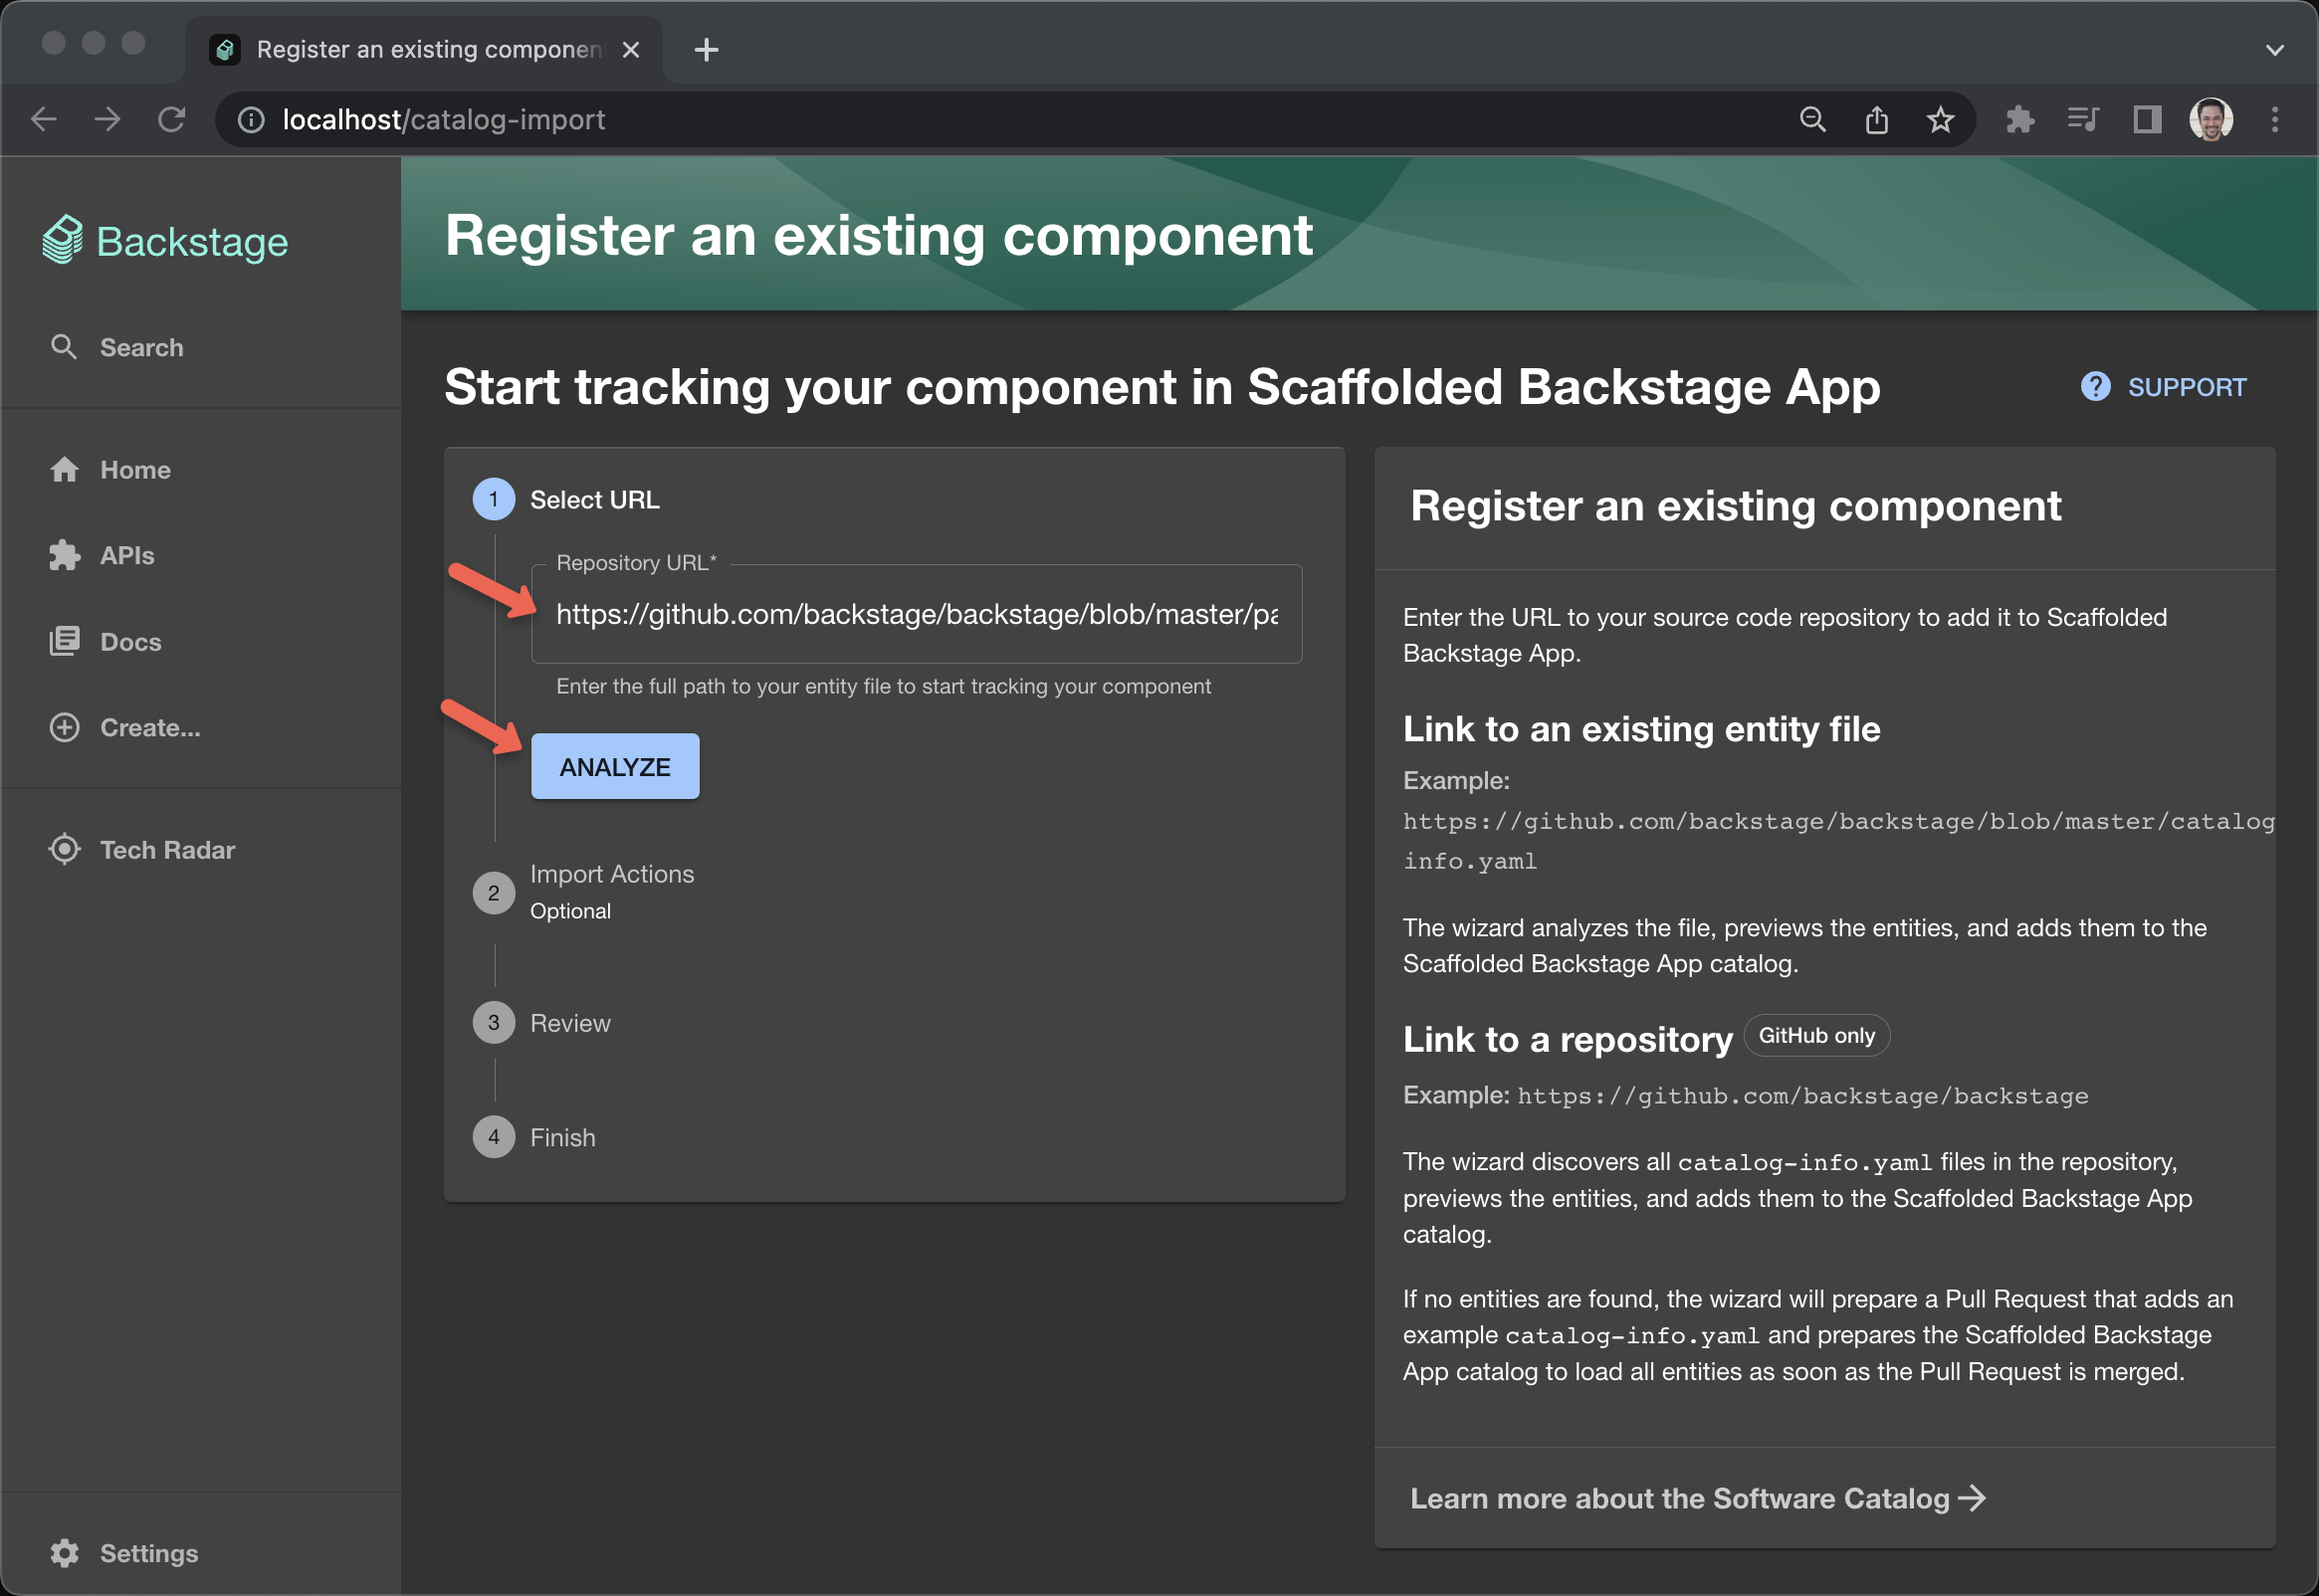 Register an existing componen
localhost/catalog-import
Backstage
Search
Home
APIs
Docs
Create...
Tech Radar
Settings
Register an existing component
Start tracking your component in Scaffolded Backstage App
SUPPORT
1 Select URL
Repository URL*
https://github.com/backstage/backstage/blob/master/pa
Enter the full path to your entity file to start tracking your component
ANALYZE
2 Import Actions
Optional
3 Review
4 Finish
Register an existing component
Enter the URL to your source code repository to add it to Scaffolded
Backstage App.
Link to an existing entity file
Example:
https://github.com/backstage/backstage/blob/master/catalog
info.yaml
The wizard analyzes the file, previews the entities, and adds them to the
Scaffolded Backstage App catalog.
Link to a repository GitHub only
Example: https://github.com/backstage/backstage
The wizard discovers all catalog-info.yaml files in the repository,
previews the entities, and adds them to the Scaffolded Backstage App
catalog.
If no entities are found, the wizard will prepare a Pull Request that adds an
example catalog-info.yaml and prepares the Scaffolded Backstage
App catalog to load all entities as soon as the Pull Request is merged.
Learn more about the Software Catalog